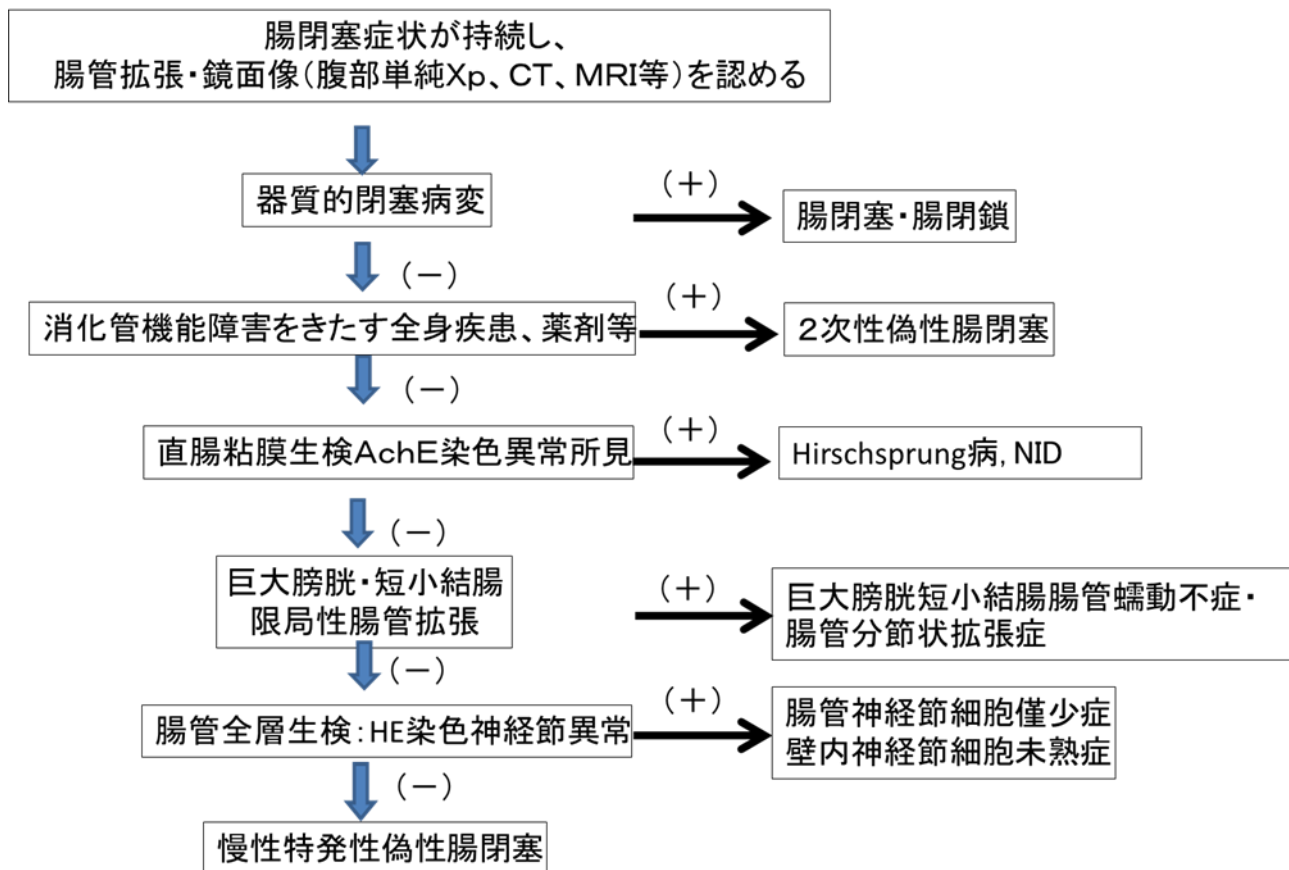 腸閉塞症状が持続し、
腸管拡張・鏡面像(腹部単純Xp、CT、MRI等)を認める
器質的閉塞病変
(+)
腸閉塞・腸閉鎖
(-)
消化管機能障害をきたす全身疾患、薬剤等
(+)
2次性偽性腸閉塞
(-)
直腸粘膜生検AchE染色異常所見
(+)
Hirschsprung病, NID
(-)
巨大膀胱・短小結腸
限局性腸管拡張
(+)
巨大膀胱短小結腸腸管蠕動不症・
腸管分節状拡張症
(-)
腸管全層生検:HE染色神経節異常
(+)
腸管神経節細胞僅少症
壁内神経節細胞未熟症
(-)
慢性特発性偽性腸閉塞